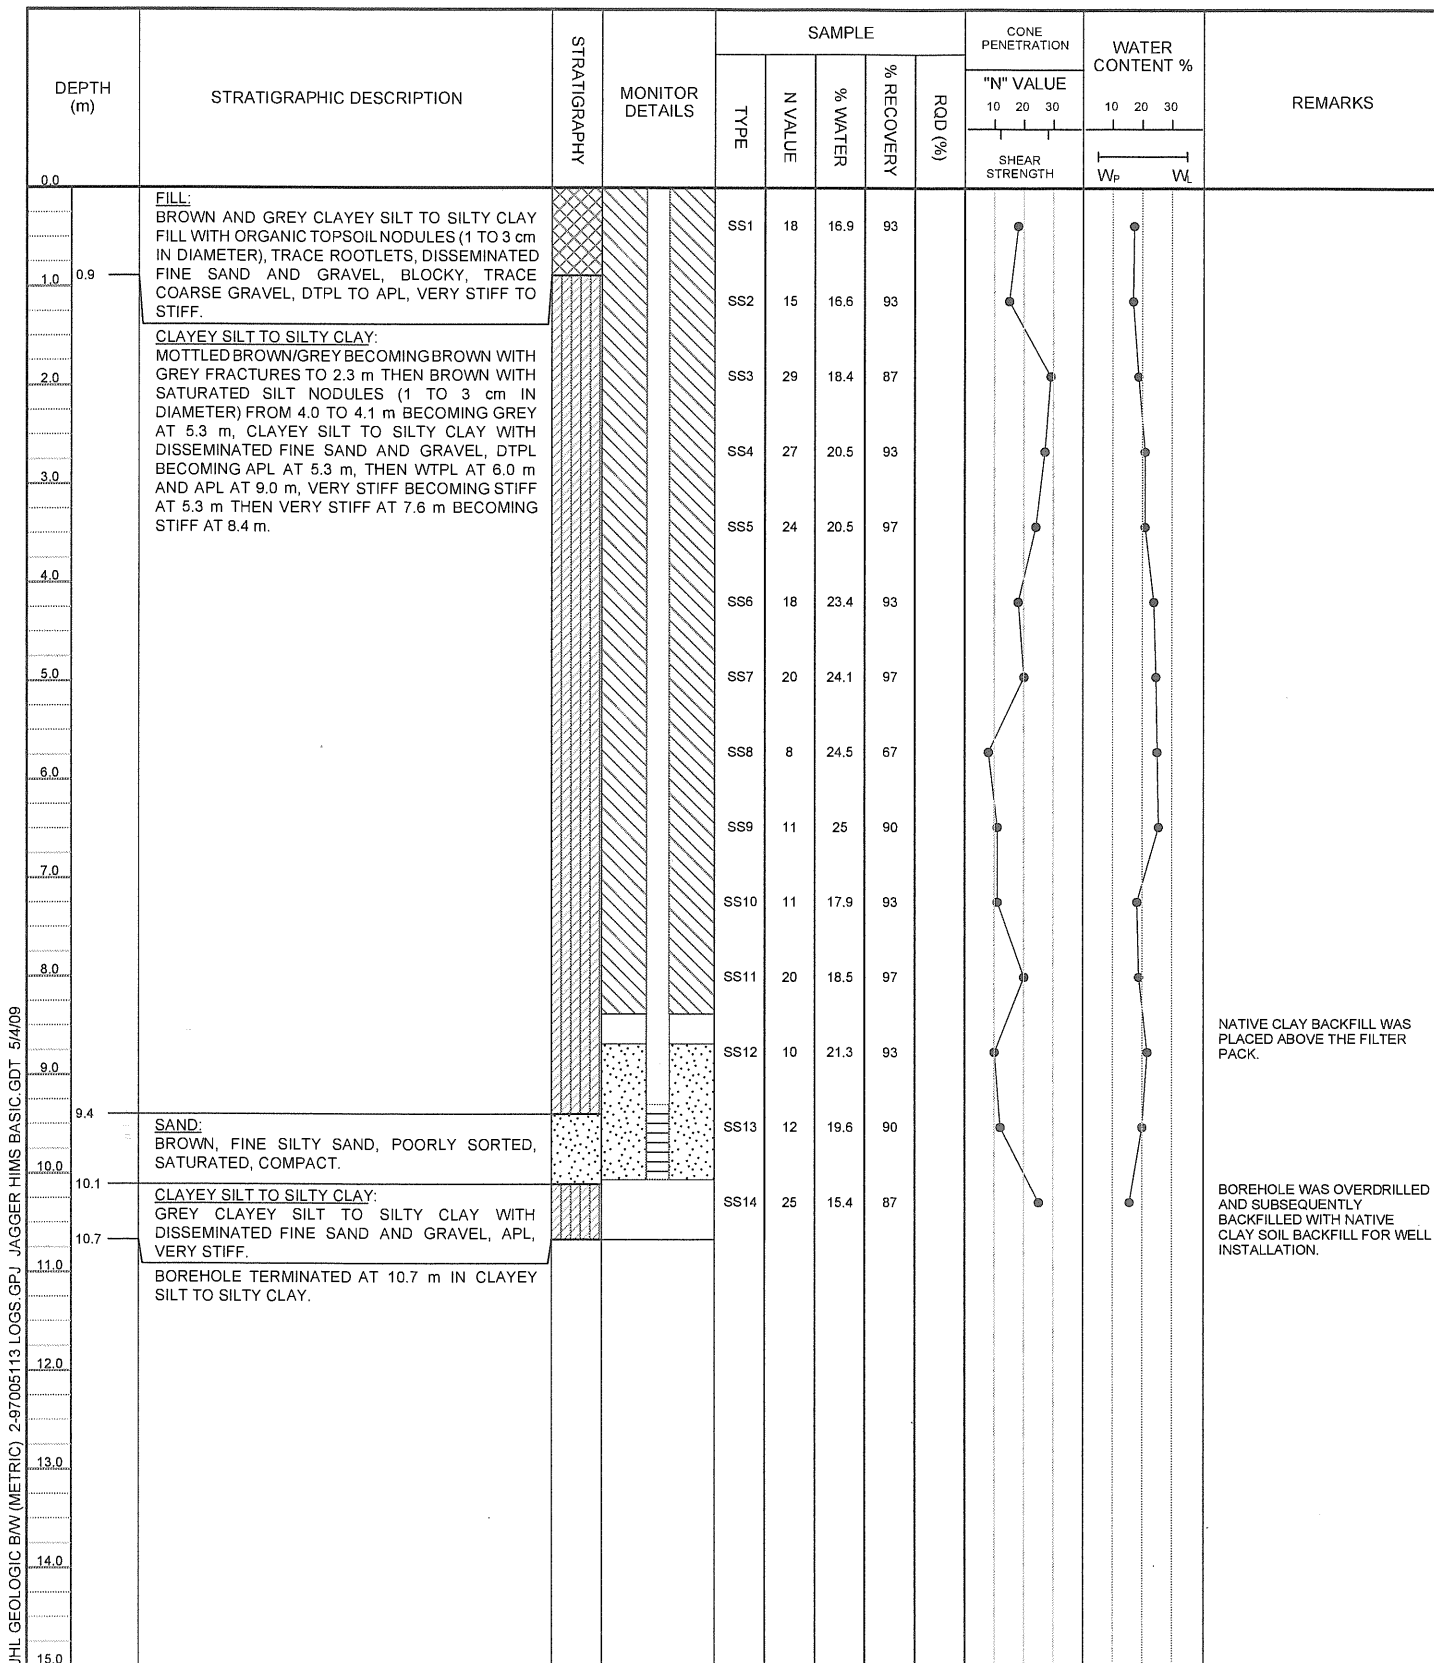 DEPTH
(m)
STRATIGRAPHIC DESCRIPTION
STRATIGRAPHY
MONITOR
DETAILS
SAMPLE
TYPE
N VALUE
% WATER
% RECOVERY
RQD (%)
CONE
PENETRATION
"N" VALUE
10 20 30
SHEAR
STRENGTH
WATER
CONTENT %
10 20 30
WP WL
REMARKS
0.0
FILL:
BROWN AND GREY CLAYEY SILT TO SILTY CLAY
FILL WITH ORGANIC TOPSOIL NODULES (1 TO 3 cm
IN DIAMETER), TRACE ROOTLETS, DISSEMINATED
FINE SAND AND GRAVEL, BLOCKY, TRACE
COARSE GRAVEL, DTPL TO APL, VERY STIFF TO
STIFF.
0.9
1.0
CLAYEY SILT TO SILTY CLAY:
MOTTLED BROWN/GREY BECOMING BROWN WITH
GREY FRACTURES TO 2.3 m THEN BROWN WITH
SATURATED SILT NODULES (1 TO 3 cm IN
DIAMETER) FROM 4.0 TO 4.1 m BECOMING GREY
AT 5.3 m, CLAYEY SILT TO SILTY CLAY WITH
DISSEMINATED FINE SAND AND GRAVEL, DTPL
BECOMING APL AT 5.3 m, THEN WTPL AT 6.0 m
AND APL AT 9.0 m, VERY STIFF BECOMING STIFF
AT 5.3 m THEN VERY STIFF AT 7.6 m BECOMING
STIFF AT 8.4 m.
2.0
3.0
4.0
5.0
6.0
7.0
8.0
9.0
9.4
SAND:
BROWN, FINE SILTY SAND, POORLY SORTED,
SATURATED, COMPACT.
10.0
10.1
CLAYEY SILT TO SILTY CLAY:
GREY CLAYEY SILT TO SILTY CLAY WITH
DISSEMINATED FINE SAND AND GRAVEL, APL,
VERY STIFF.
10.7
11.0
BOREHOLE TERMINATED AT 10.7 m IN CLAYEY
SILT TO SILTY CLAY.
12.0
13.0
14.0
15.0
SS1 18 16.9 93
SS2 15 16.6 93
SS3 29 18.4 87
SS4 27 20.5 93
SS5 24 20.5 97
SS6 18 23.4 93
SS7 20 24.1 97
SS8 8 24.5 67
SS9 11 25 90
SS10 11 17.9 93
SS11 20 18.5 97
SS12 10 21.3 93
SS13 12 19.6 90
SS14 25 15.4 87
NATIVE CLAY BACKFILL WAS
PLACED ABOVE THE FILTER
PACK.
BOREHOLE WAS OVERDRILLED
AND SUBSEQUENTLY
BACKFILLED WITH NATIVE
CLAY SOIL BACKFILL FOR WELL
INSTALLATION.
JHL GEOLOGIC B/W (METRIC) 2-97005113 LOGS.GPJ JAGGER HIMS BASIC.GDT 5/4/09